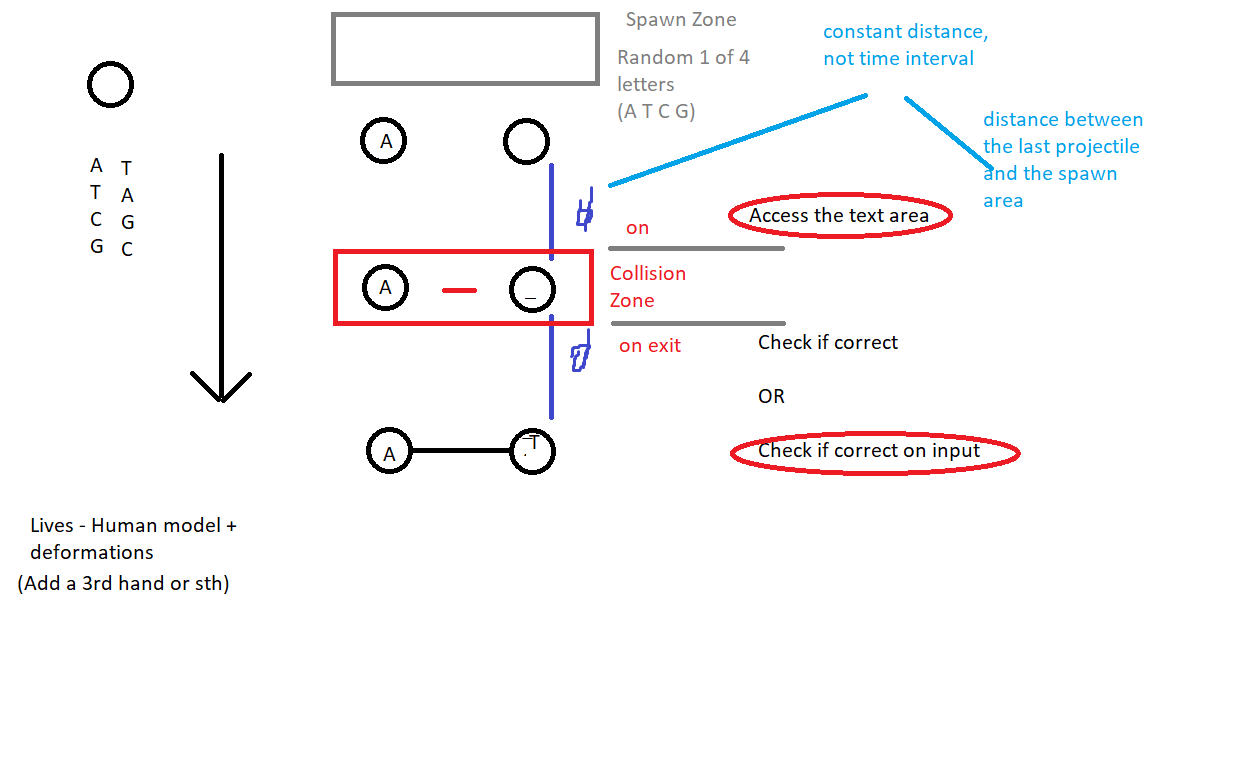 Spawn Zone
Random 1 of 4
letters
(A T C G)
constant distance,
not time interval
distance between
the last projectile
and the spawn
area
A T
T A
C G
G C
A
on
Access the text area
A _
Collision
Zone
on exit
Check if correct
OR
Check if correct on input
A T
Lives - Human model +
deformations
(Add a 3rd hand or sth)